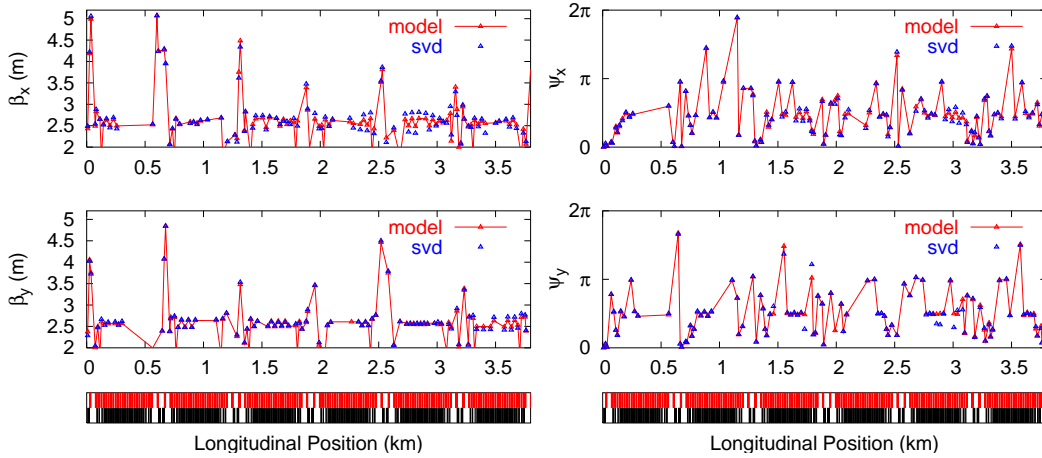 β_x (m)
5
4.5
4
3.5
3
2.5
2
model
svd
0 0.5 1 1.5 2 2.5 3 3.5
ψ_x
2π
π
0
model
svd
0 0.5 1 1.5 2 2.5 3 3.5
β_y (m)
5
4.5
4
3.5
3
2.5
2
model
svd
0 0.5 1 1.5 2 2.5 3 3.5
ψ_y
2π
π
0
model
svd
0 0.5 1 1.5 2 2.5 3 3.5
Longitudinal Position (km)
Longitudinal Position (km)